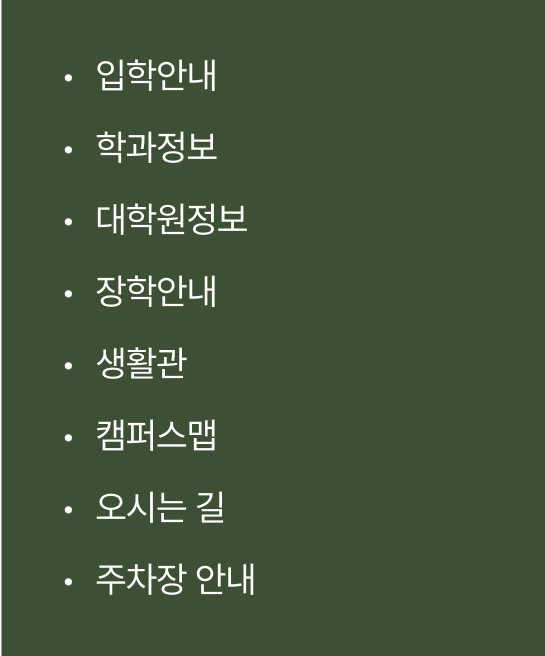 • 입학안내
• 학과정보
• 대학원정보
• 장학안내
• 생활관
• 캠퍼스맵
• 오시는 길
• 주차장 안내